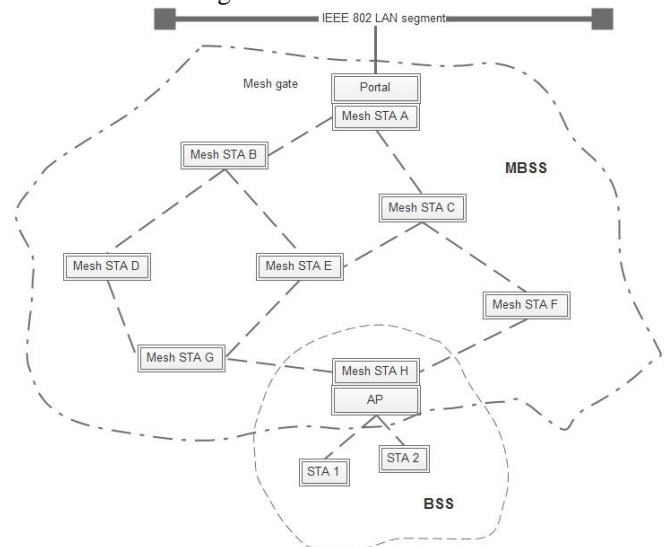 IEEE 802 LAN segment
Mesh gate
Portal
Mesh STA A
Mesh STA B
MBSS
Mesh STA C
Mesh STA D
Mesh STA E
Mesh STA F
Mesh STA G
Mesh STA H
AP
STA 1
STA 2
BSS